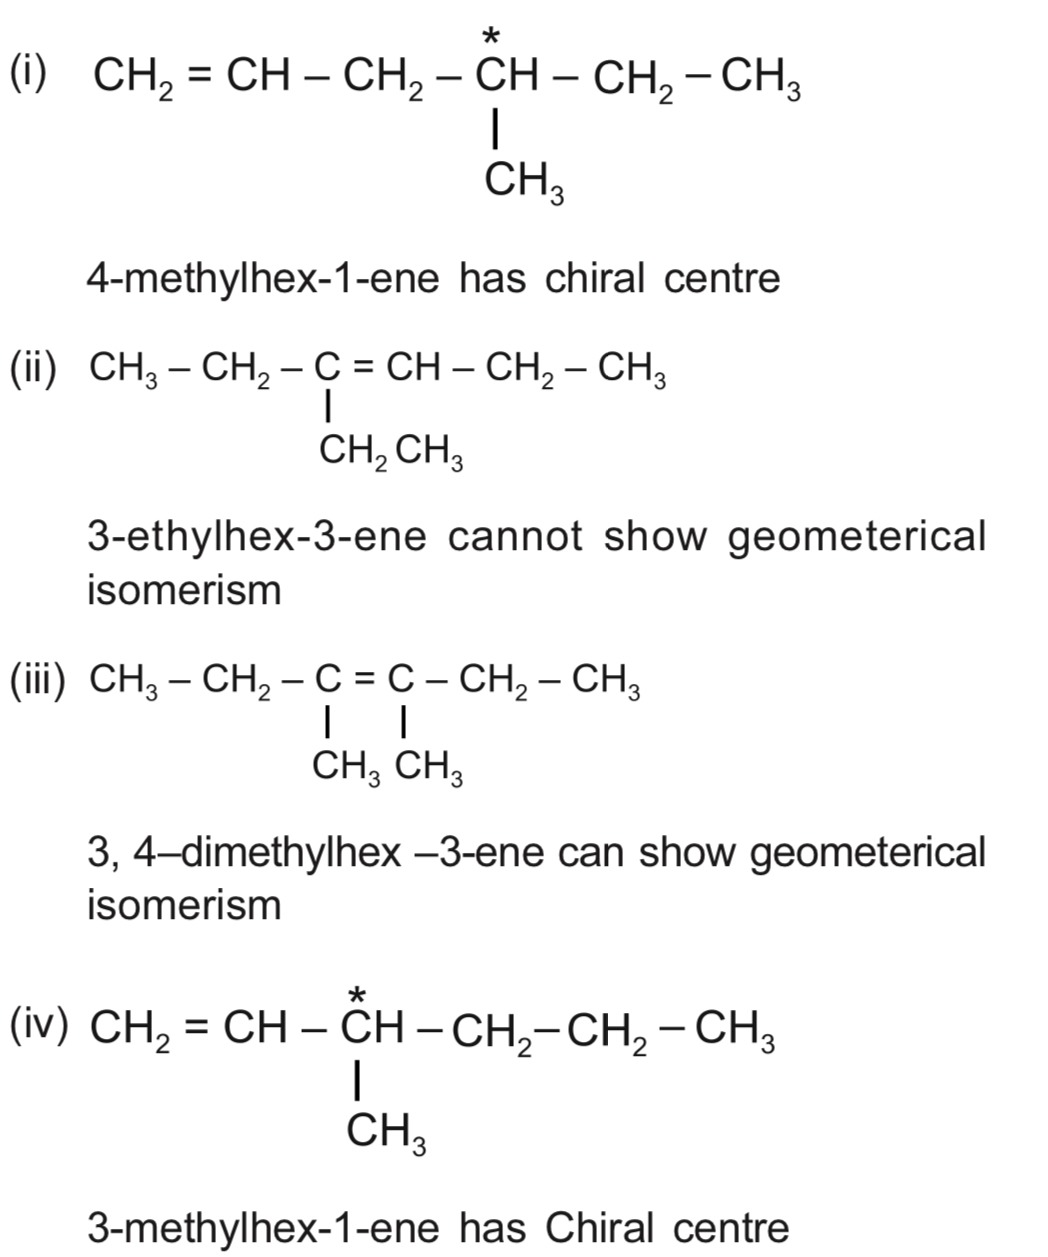 *
(i) CH₂ = CH – CH₂ – CH – CH₂ – CH₃
|
CH₃
4-methylhex-1-ene has chiral centre
(ii) CH₃ – CH₂ – C = CH – CH₂ – CH₃
|
CH₂ CH₃
3-ethylhex-3-ene cannot show geometerical
isomerism
(iii) CH₃ – CH₂ – C = C – CH₂ – CH₃
| |
CH₃ CH₃
3, 4–dimethylhex –3-ene can show geometerical
isomerism
*
(iv) CH₂ = CH – CH – CH₂– CH₂ – CH₃
|
CH₃
3-methylhex-1-ene has Chiral centre